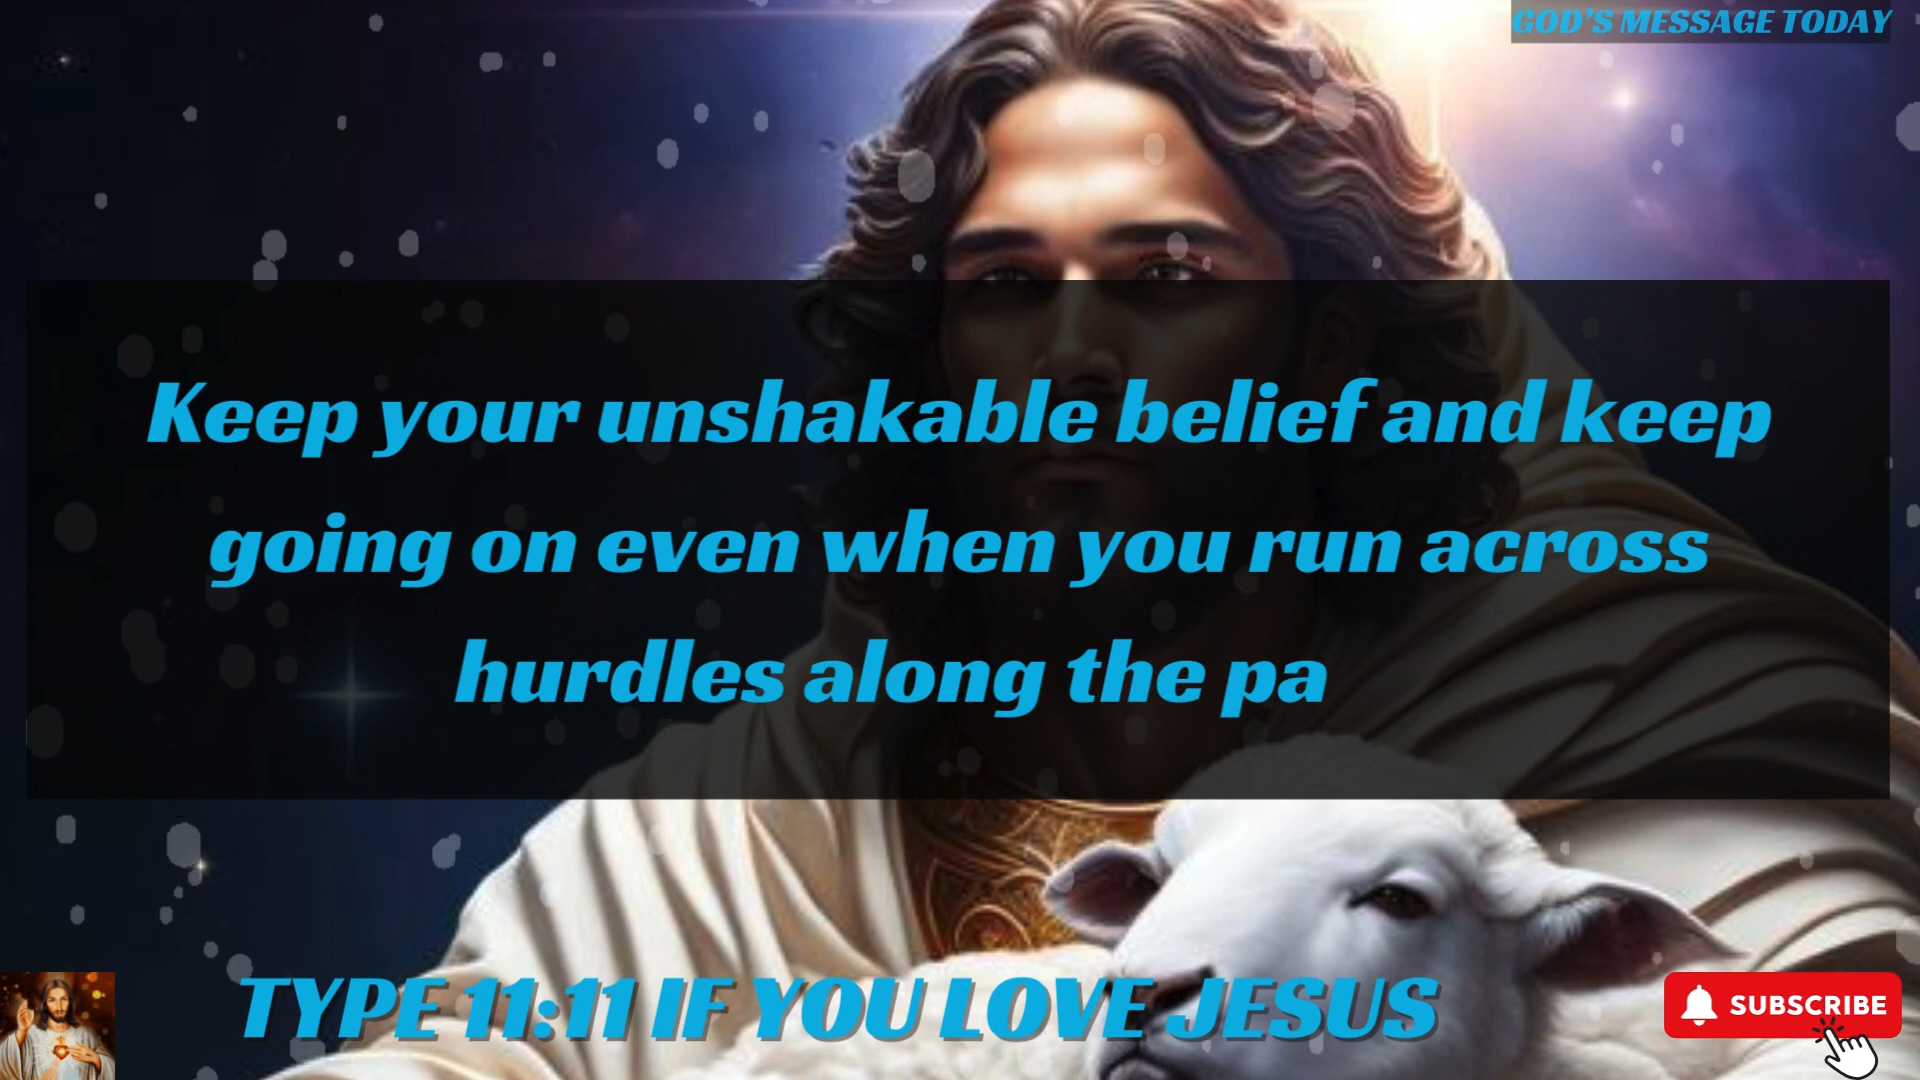 GOD'S MESSAGE TODAY
Keep your unshakable belief and keep
going on even when you run across
hurdles along the pa
TYPE 11:11 IF YOU LOVE JESUS
SUBSCRIBE